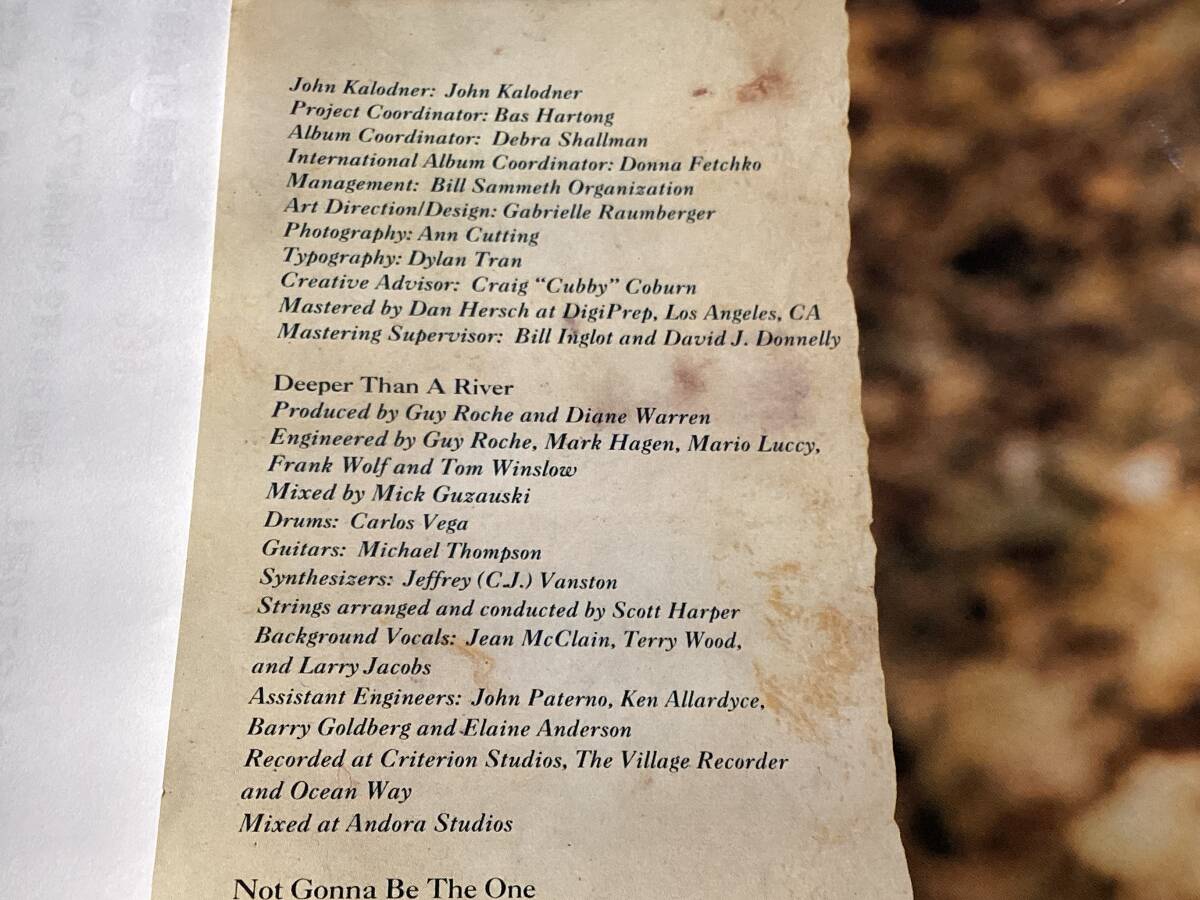 John Kalodner: John Kalodner
Project Coordinator: Bas Hartong
Album Coordinator: Debra Shallman
International Album Coordinator: Donna Fetchko
Management: Bill Sammeth Organization
Art Direction/Design: Gabrielle Raumberger
Photography: Ann Cutting
Typography: Dylan Tran
Creative Advisor: Craig “Cubby” Coburn
Mastered by Dan Hersch at DigiPrep, Los Angeles, CA
Mastering Supervisor: Bill Inglot and David J. Donnelly
Deeper Than A River
Produced by Guy Roche and Diane Warren
Engineered by Guy Roche, Mark Hagen, Mario Luccy,
Frank Wolf and Tom Winslow
Mixed by Mick Guzauski
Drums: Carlos Vega
Guitars: Michael Thompson
Synthesizers: Jeffrey (C.J.) Vanston
Strings arranged and conducted by Scott Harper
Background Vocals: Jean McClain, Terry Wood,
and Larry Jacobs
Assistant Engineers: John Paterno, Ken Allardyce,
Barry Goldberg and Elaine Anderson
Recorded at Criterion Studios, The Village Recorder
and Ocean Way
Mixed at Andora Studios
Not Gonna Be The One